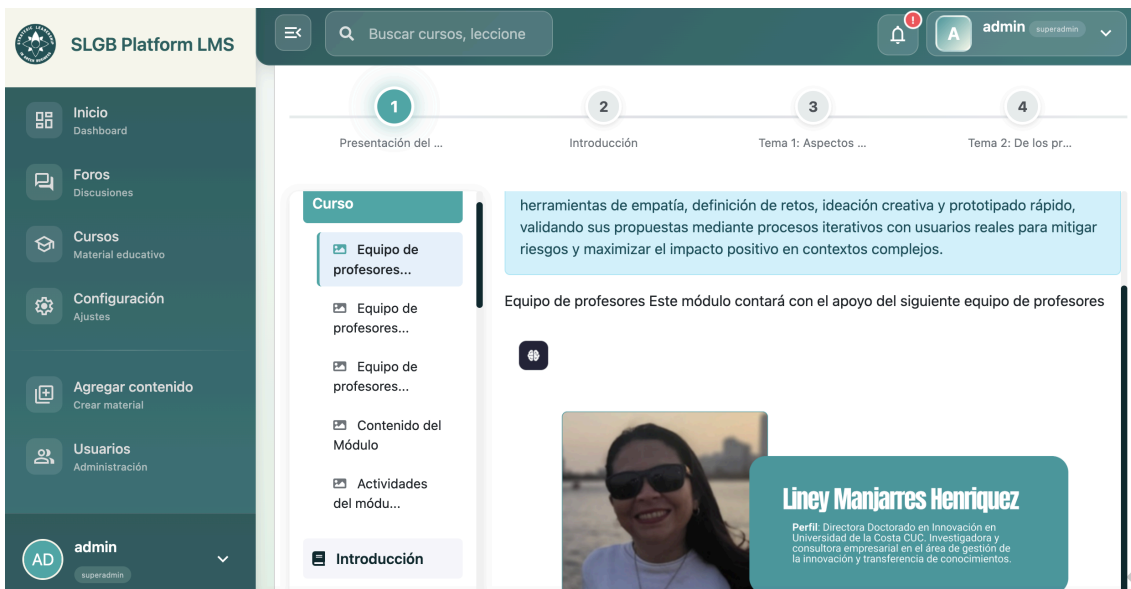 SLGB Platform LMS
Buscar cursos, leccione
!
A
admin superadmin
Inicio
Dashboard
Foros
Discusiones
Cursos
Material educativo
Configuración
Ajustes
Agregar contenido
Crear material
Usuarios
Administración
AD
admin
superadmin
1
Presentación del ...
2
Introducción
3
Tema 1: Aspectos ...
4
Tema 2: De los pr...
Curso
Equipo de
profesores...
Equipo de
profesores...
Equipo de
profesores...
Contenido del
Módulo
Actividades
del módu...
Introducción
herramientas de empatía, definición de retos, ideación creativa y prototipado rápido,
validando sus propuestas mediante procesos iterativos con usuarios reales para mitigar
riesgos y maximizar el impacto positivo en contextos complejos.
Equipo de profesores Este módulo contará con el apoyo del siguiente equipo de profesores
Liney Manjarres Henriquez
Perfil: Directora Doctorado en Innovación en
Universidad de la Costa CUC. Investigadora y
consultora empresarial en el área de gestión de
la innovación y transferencia de conocimientos.